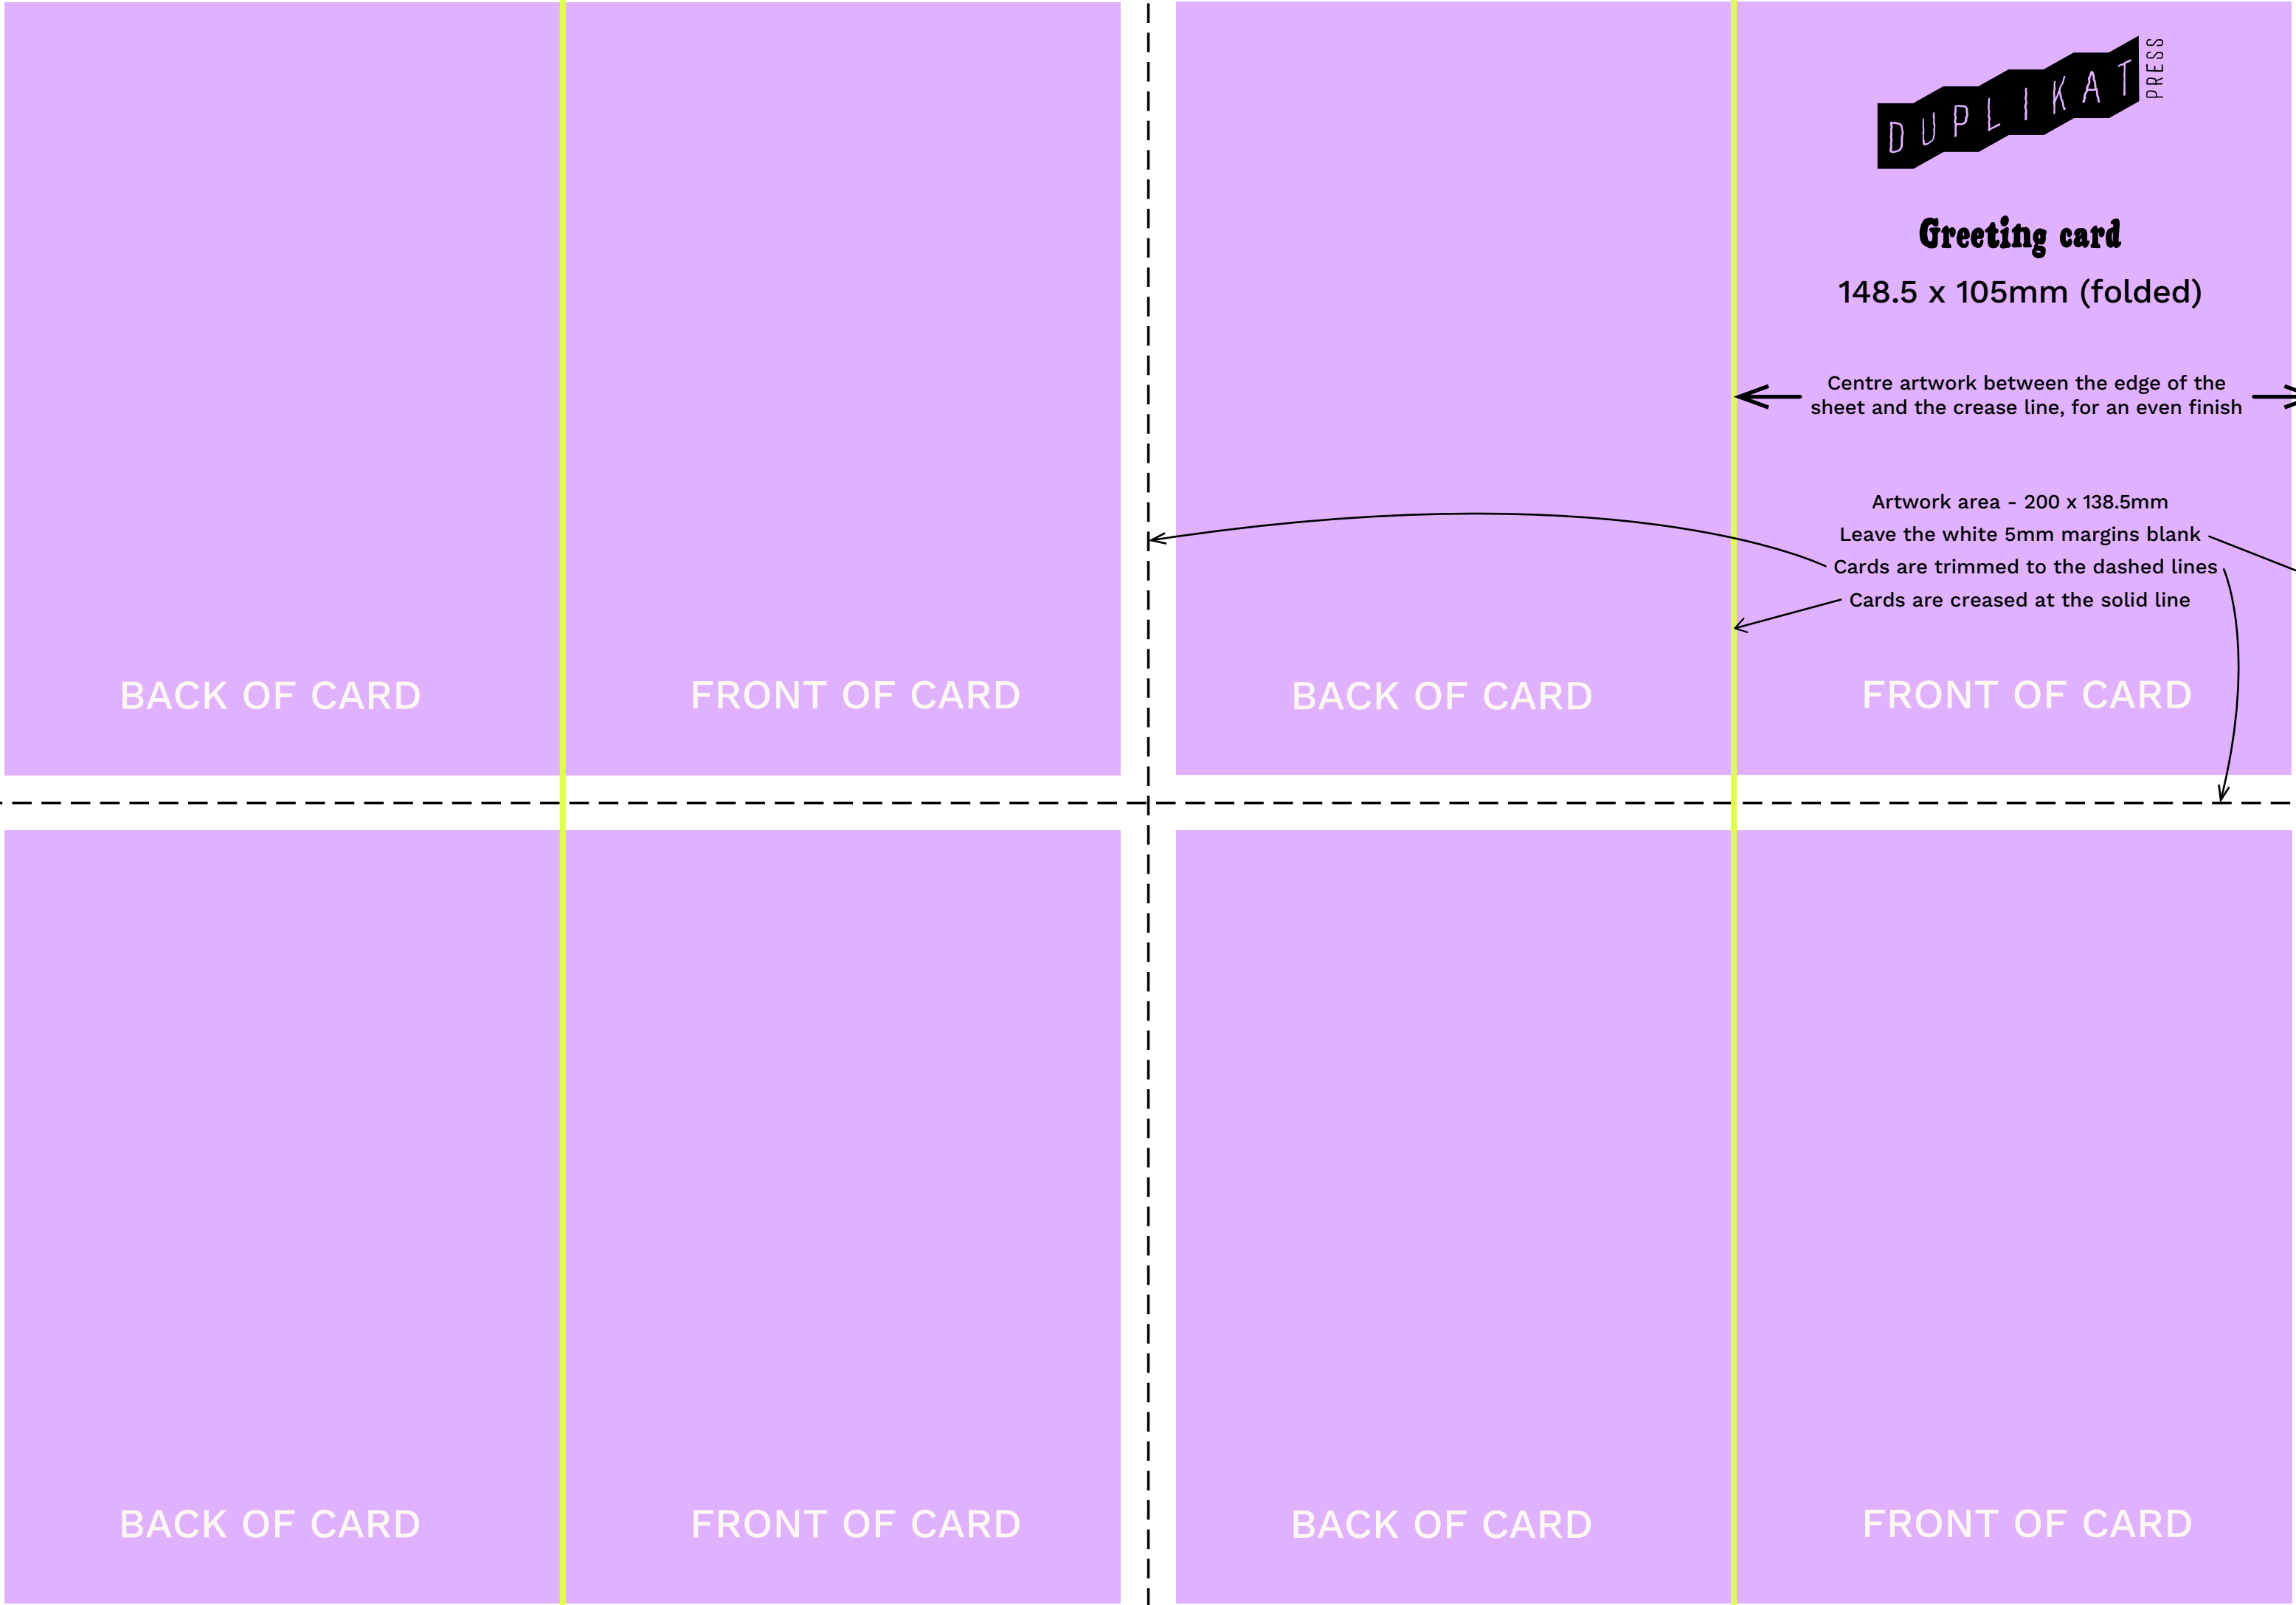 DUPLIKAT
PRESS
Greeting card
148.5 x 105mm (folded)
Centre artwork between the edge of the
sheet and the crease line, for an even finish
Artwork area - 200 x 138.5mm
Leave the white 5mm margins blank
Cards are trimmed to the dashed lines
Cards are creased at the solid line
BACK OF CARD
FRONT OF CARD
BACK OF CARD
FRONT OF CARD
BACK OF CARD
FRONT OF CARD
BACK OF CARD
FRONT OF CARD